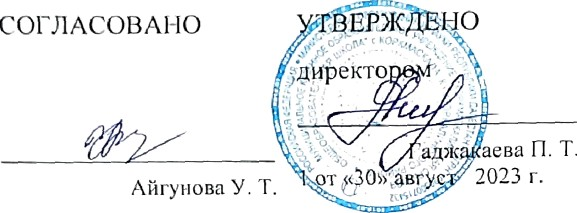 СОГЛАСОВАНО
Айгунова У. Т.
УТВЕРЖДЕНО
директором
Гаджакаева П. Т.
1 от «30» август 2023 г.